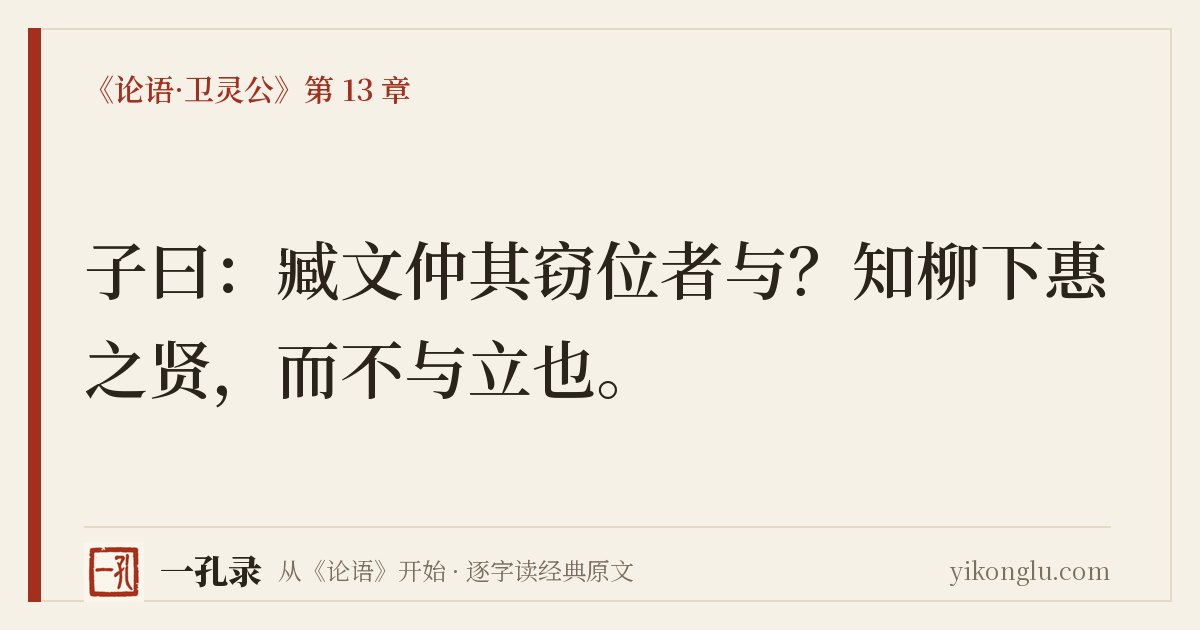 《论语·卫灵公》第 13 章
子曰：臧文仲其窃位者与？知柳下惠
之贤，而不与立也。
一孔
一孔录 从《论语》开始 · 逐字读经典原文 yikonglu.com